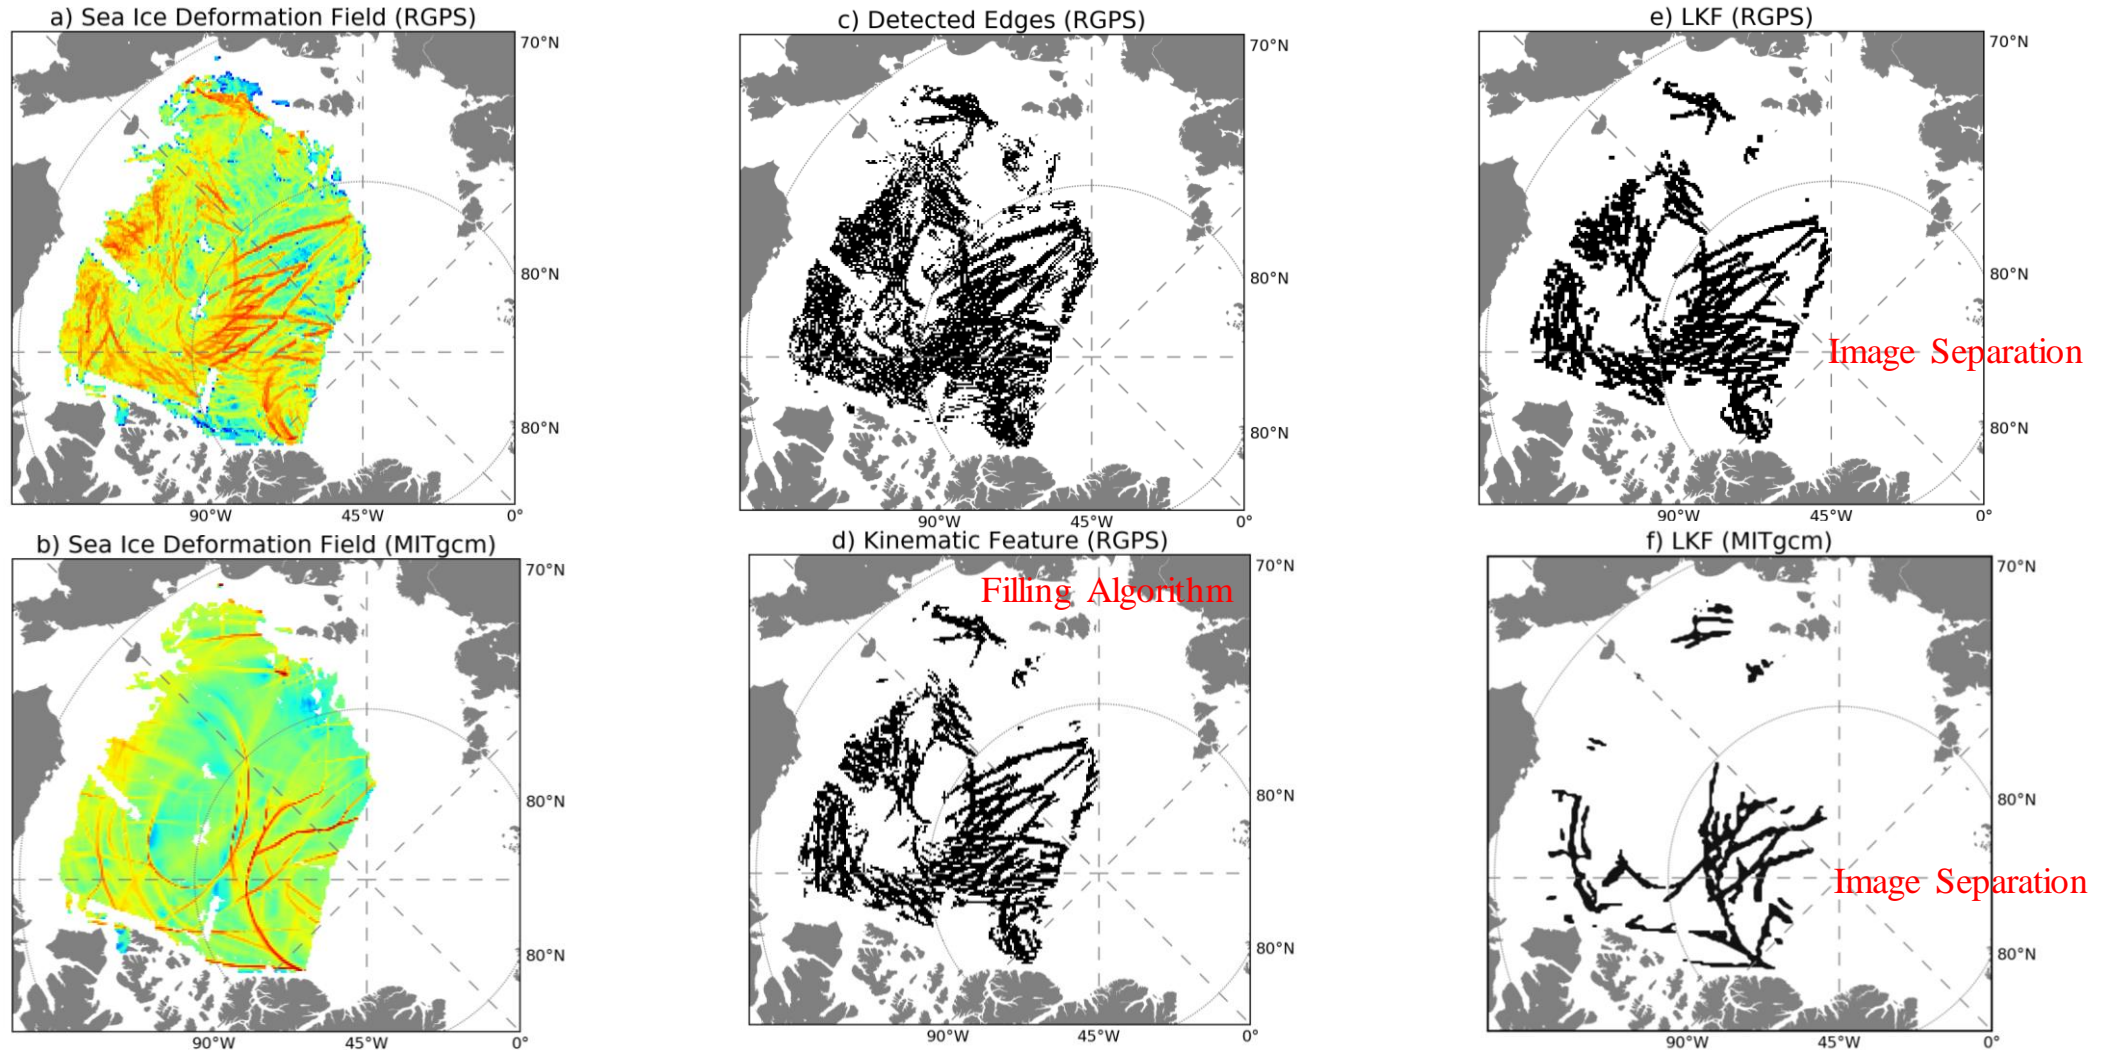 a) Sea Ice Deformation Field (RGPS)
70°N
80°N
80°N
90°W 45°W 0°
c) Detected Edges (RGPS)
70°N
80°N
80°N
90°W 45°W 0°
e) LKF (RGPS)
70°N
80°N
Image Separation
80°N
90°W 45°W 0°
b) Sea Ice Deformation Field (MITgcm)
70°N
80°N
80°N
90°W 45°W 0°
d) Kinematic Feature (RGPS)
70°N
Filling Algorithm
80°N
80°N
90°W 45°W 0°
f) LKF (MITgcm)
70°N
80°N
Image Separation
80°N
90°W 45°W 0°